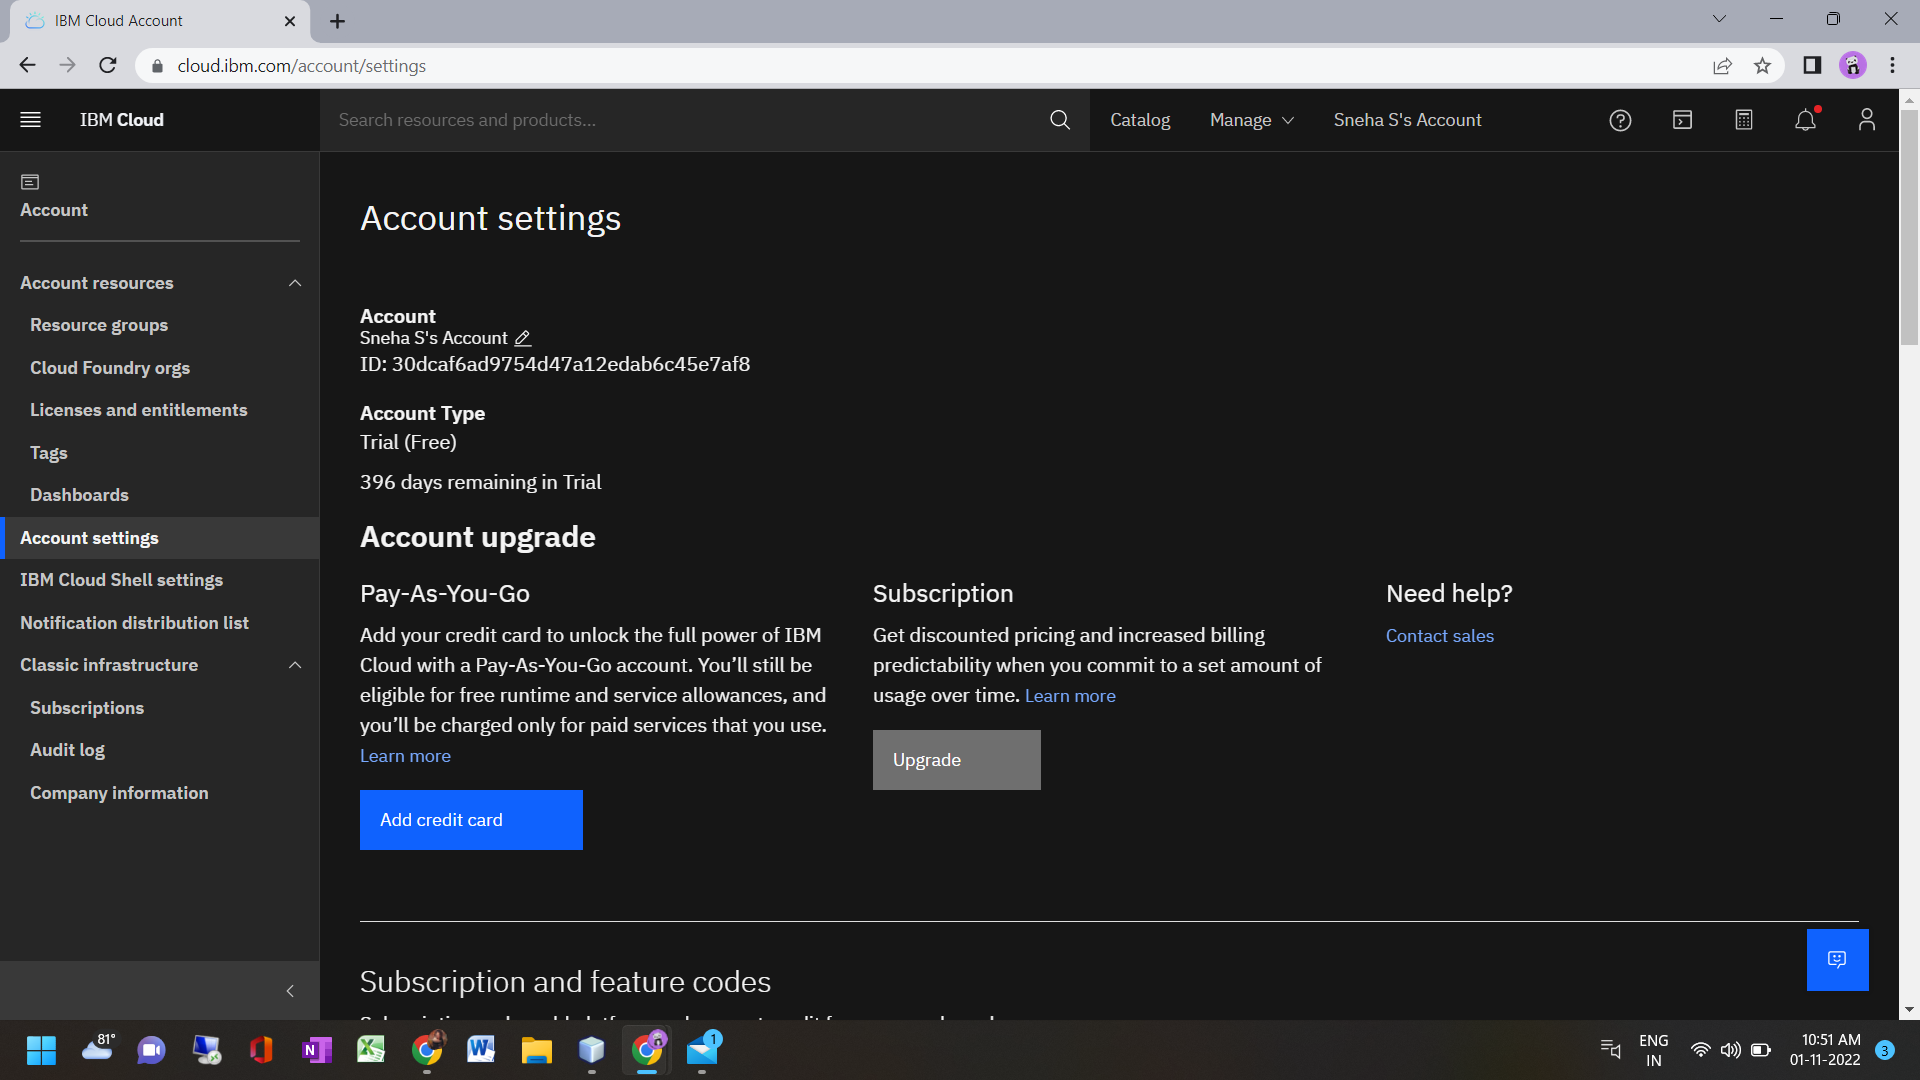 IBM Cloud Account
cloud.ibm.com/account/settings
IBM Cloud
Search resources and products...
Catalog
Manage
Sneha S's Account
Account
Account resources
Resource groups
Cloud Foundry orgs
Licenses and entitlements
Tags
Dashboards
Account settings
IBM Cloud Shell settings
Notification distribution list
Classic infrastructure
Subscriptions
Audit log
Company information
Account settings
Account
Sneha S's Account
ID: 30dcaf6ad9754d47a12edab6c45e7af8
Account Type
Trial (Free)
396 days remaining in Trial
Account upgrade
Pay-As-You-Go
Add your credit card to unlock the full power of IBM
Cloud with a Pay-As-You-Go account. You’ll still be
eligible for free runtime and service allowances, and
you’ll be charged only for paid services that you use.
Learn more
Add credit card
Subscription
Get discounted pricing and increased billing
predictability when you commit to a set amount of
usage over time. Learn more
Upgrade
Need help?
Contact sales
Subscription and feature codes
81°
N
W
1
ENG
IN
10:51 AM
01-11-2022
3